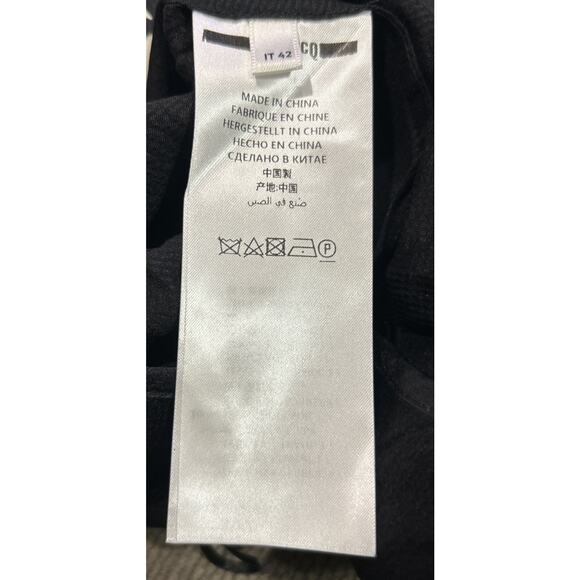 CQ
IT 42
MADE IN CHINA
FABRIQUE EN CHINE
HERGESTELLT IN CHINA
HECHO EN CHINA
СДЕЛАНО В КИТАЕ
中国製
产地:中国
صنع في الصين
P